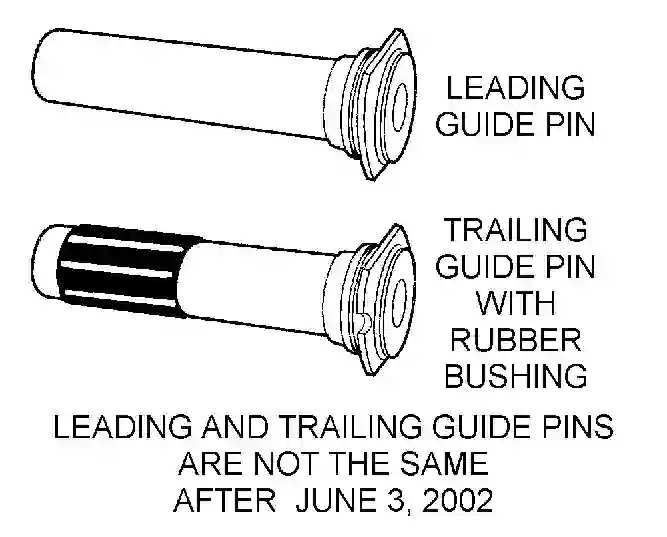 LEADING
GUIDE PIN
TRAILING
GUIDE PIN
WITH
RUBBER
BUSHING
LEADING AND TRAILING GUIDE PINS
ARE NOT THE SAME
AFTER JUNE 3, 2002